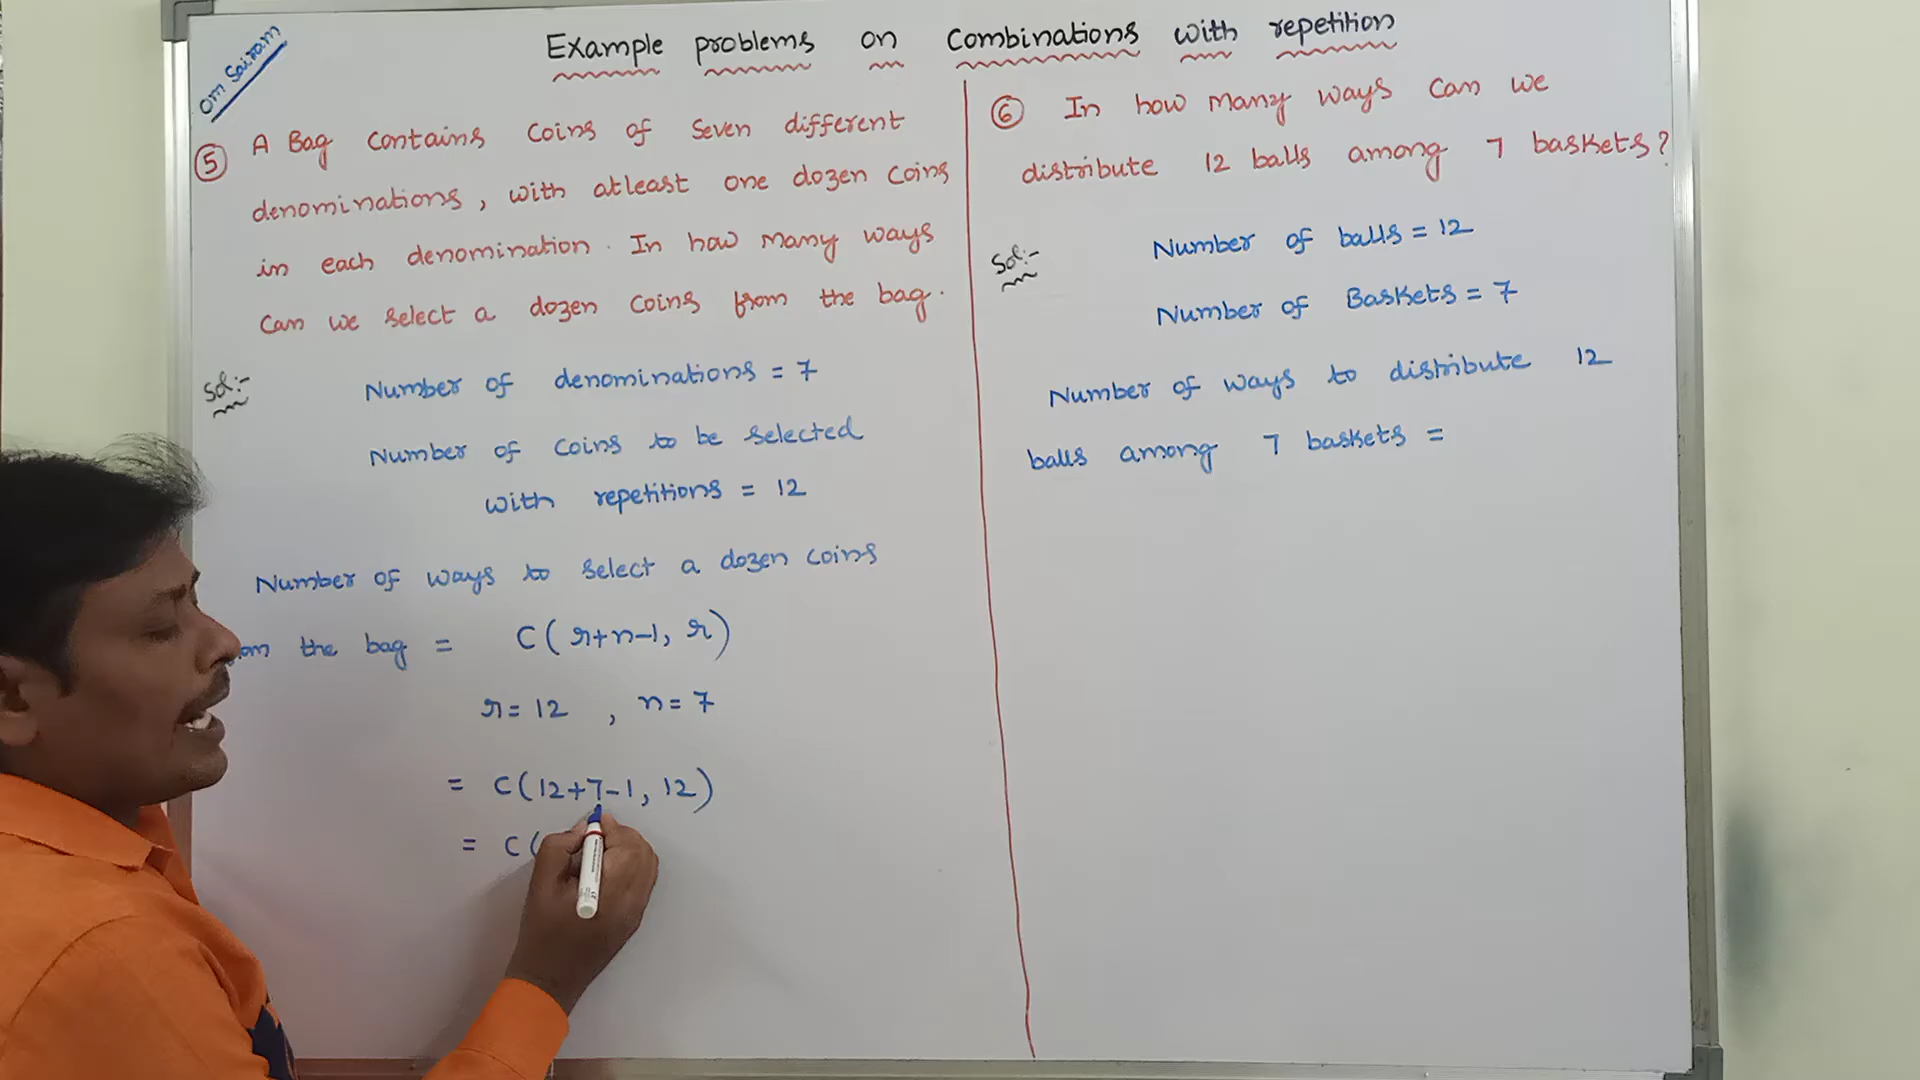 Example problems on Combinations with repetition
Om Sairam
5 A Bag contains coins of seven different
denominations, with atleast one dozen coins
in each denomination. In how many ways
can we select a dozen coins from the bag.
Sol:-
Number of denominations = 7
Number of coins to be selected
with repetitions = 12
Number of ways to select a dozen coins
the bag = C(r+n-1, r)
r = 12 , n = 7
= C(12+7-1, 12)
= C(
6 In how many ways can we
distribute 12 balls among 7 baskets?
Sol:-
Number of balls = 12
Number of Baskets = 7
Number of ways to distribute 12
balls among 7 baskets =